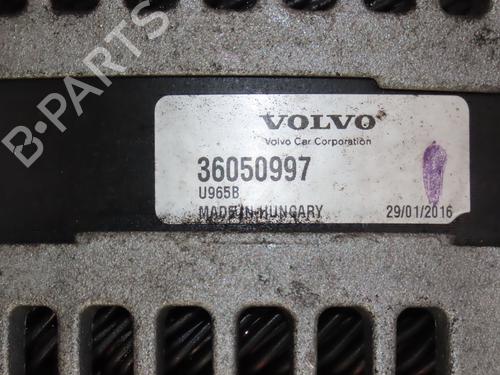 B-PARTS
VOLVO
Volvo Car Corporation
36050997
U965B
MADE IN HUNGARY
29/01/2016